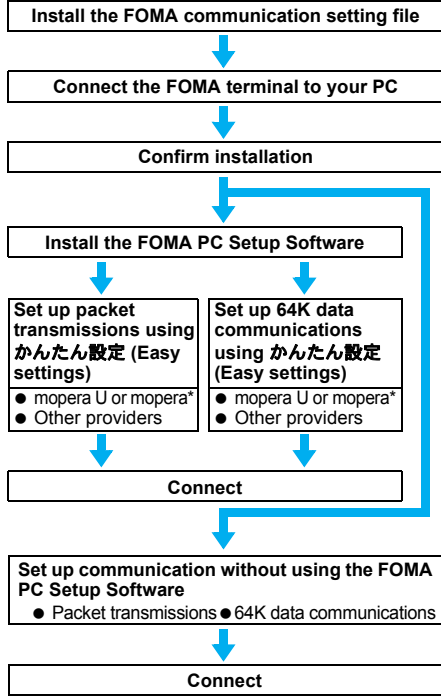 Install the FOMA communication setting file
Connect the FOMA terminal to your PC
Confirm installation
Install the FOMA PC Setup Software
Set up packet
transmissions using
かんたん設定 (Easy
settings)
● mopera U or mopera*
● Other providers
Set up 64K data
communications
using かんたん設定
(Easy settings)
● mopera U or mopera*
● Other providers
Connect
Set up communication without using the FOMA
PC Setup Software
● Packet transmissions ● 64K data communications
Connect